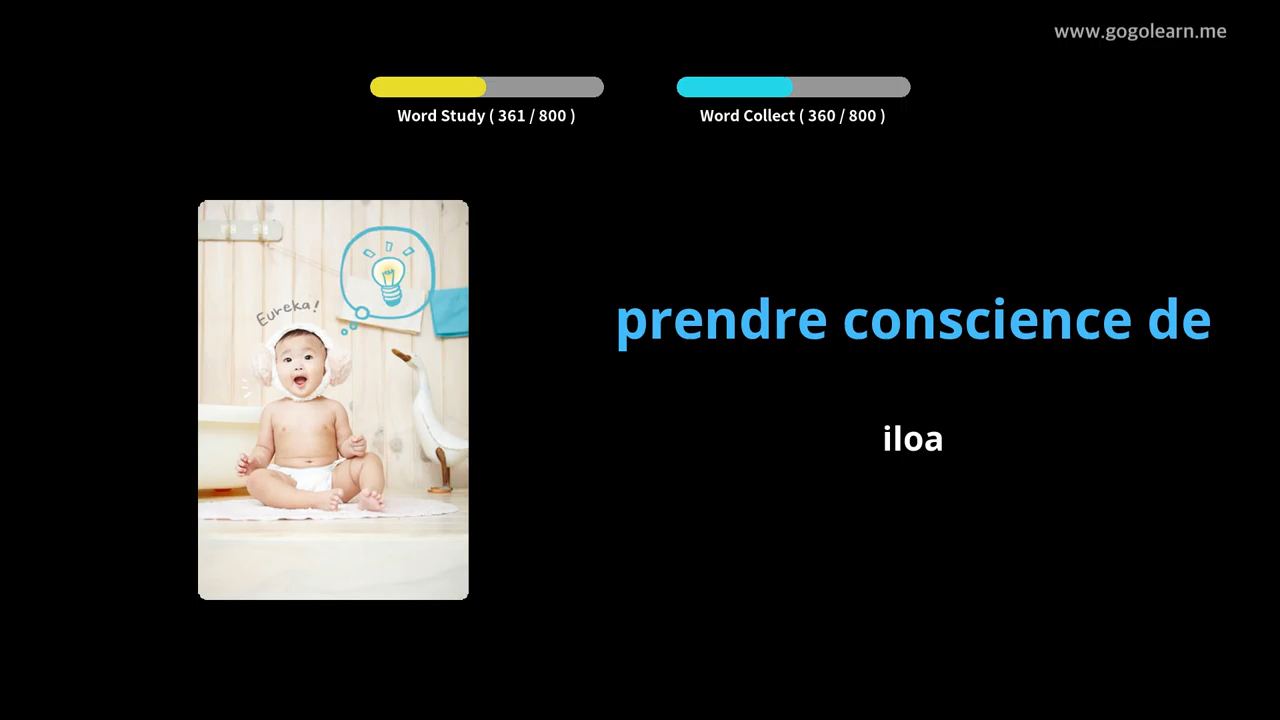 www.gogolearn.me
Word Study ( 361 / 800 )
Word Collect ( 360 / 800 )
Eureka!
prendre conscience de
iloa